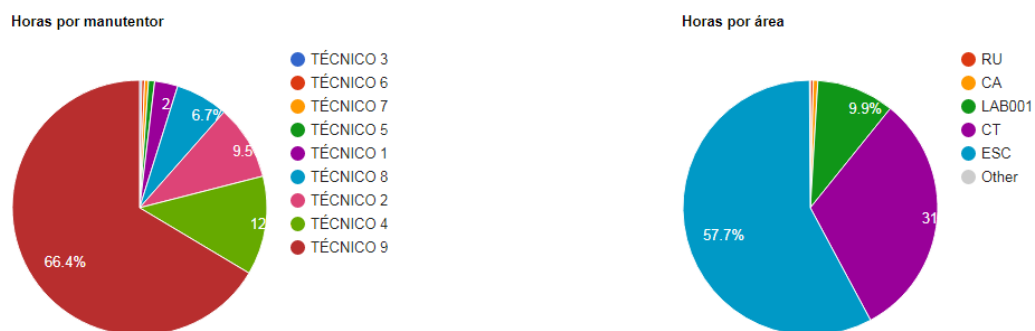 Horas por manutentor
TÉCNICO 3
TÉCNICO 6
TÉCNICO 7
TÉCNICO 5
TÉCNICO 1
TÉCNICO 8
TÉCNICO 2
TÉCNICO 4
TÉCNICO 9
2
6.7%
9.5
12
66.4%
Horas por área
RU
CA
LAB001
CT
ESC
Other
9.9%
31
57.7%